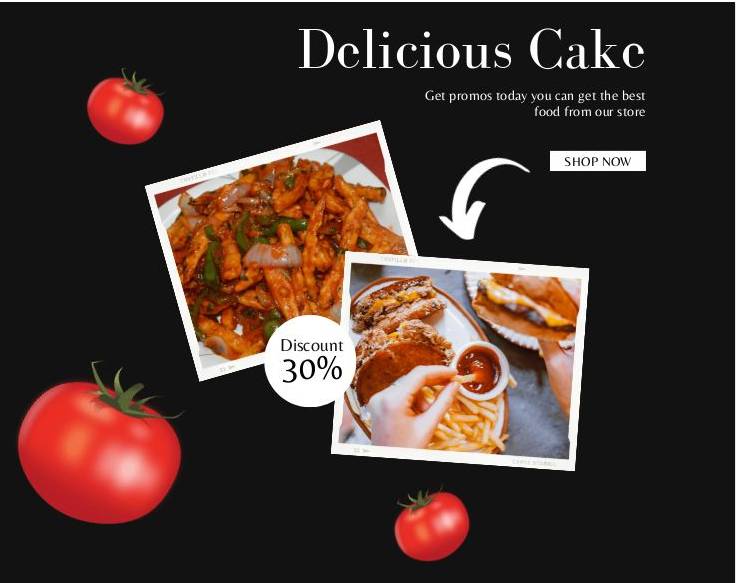 Delicious Cake
Get promos today you can get the best
food from our store
SHOP NOW
Discount
30%